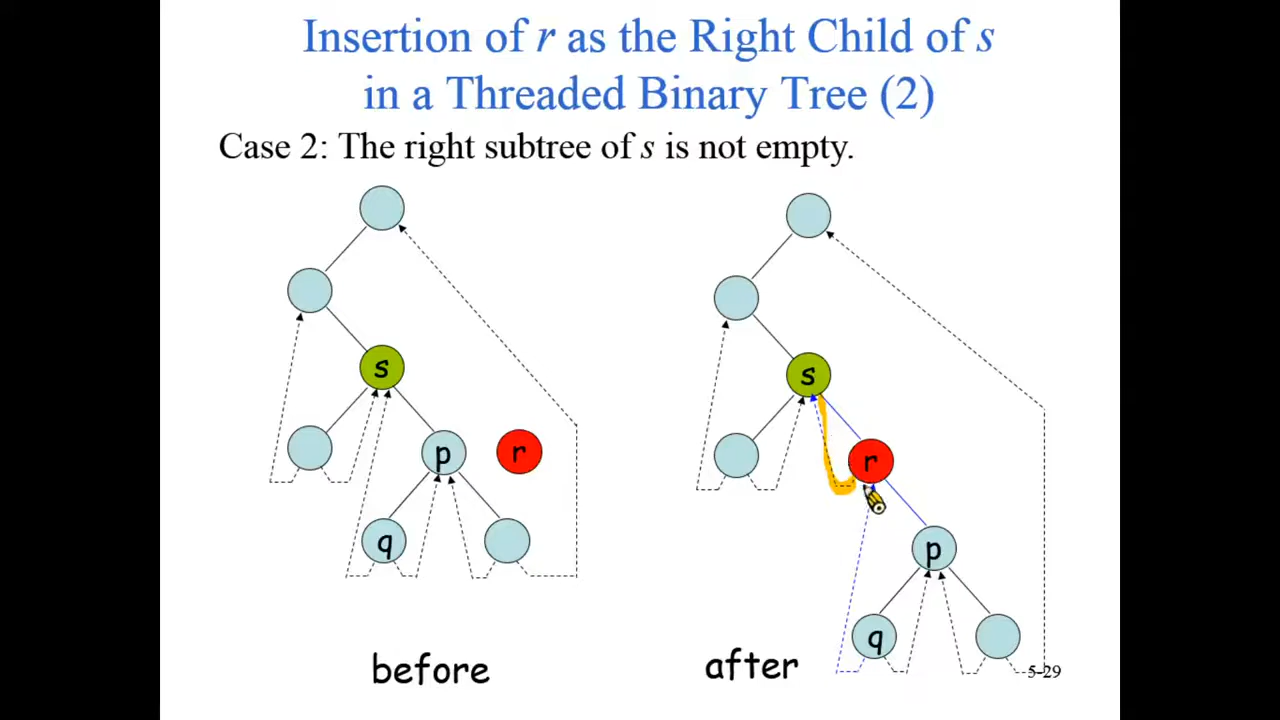 Insertion of r as the Right Child of s
in a Threaded Binary Tree (2)
Case 2: The right subtree of s is not empty.
s
p
r
q
before
s
r
p
q
after
5-29